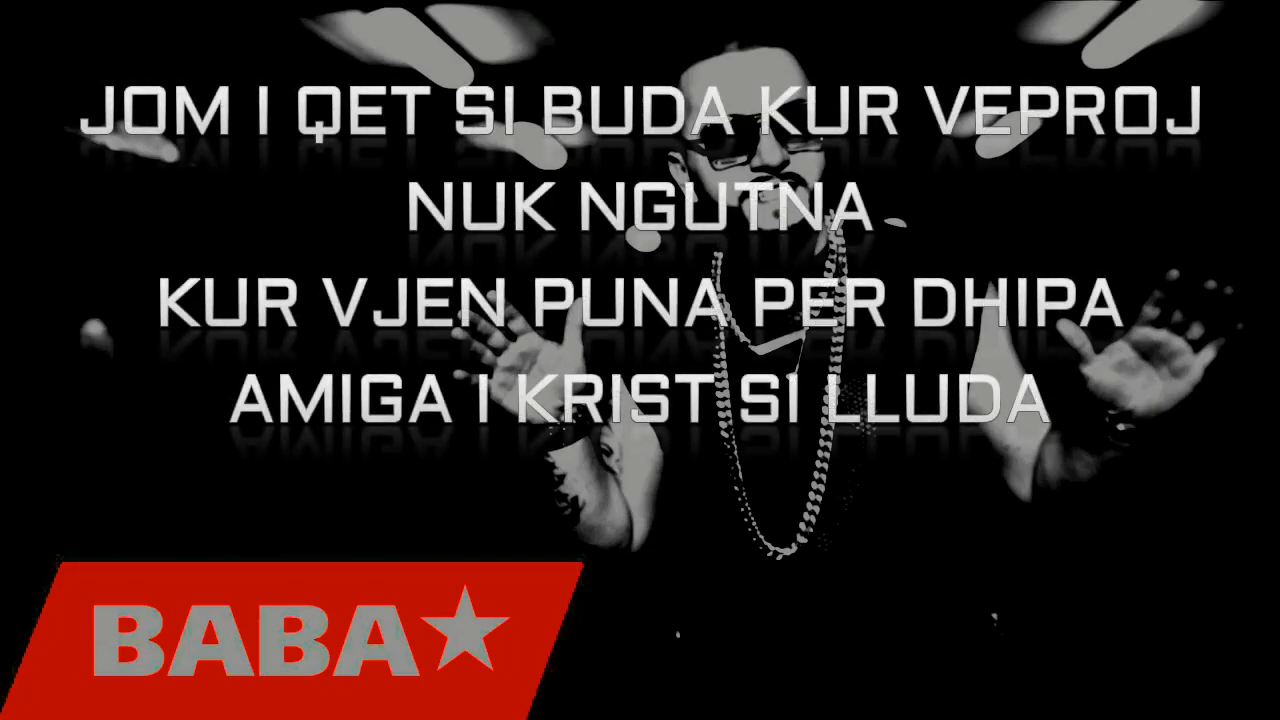 JOM I QET SI BUDA KUR VEPROJ
NUK NGUTNA
KUR VJEN PUNA PER DHIPA
AMIGA I KRIST SI LLUDA
BABA★